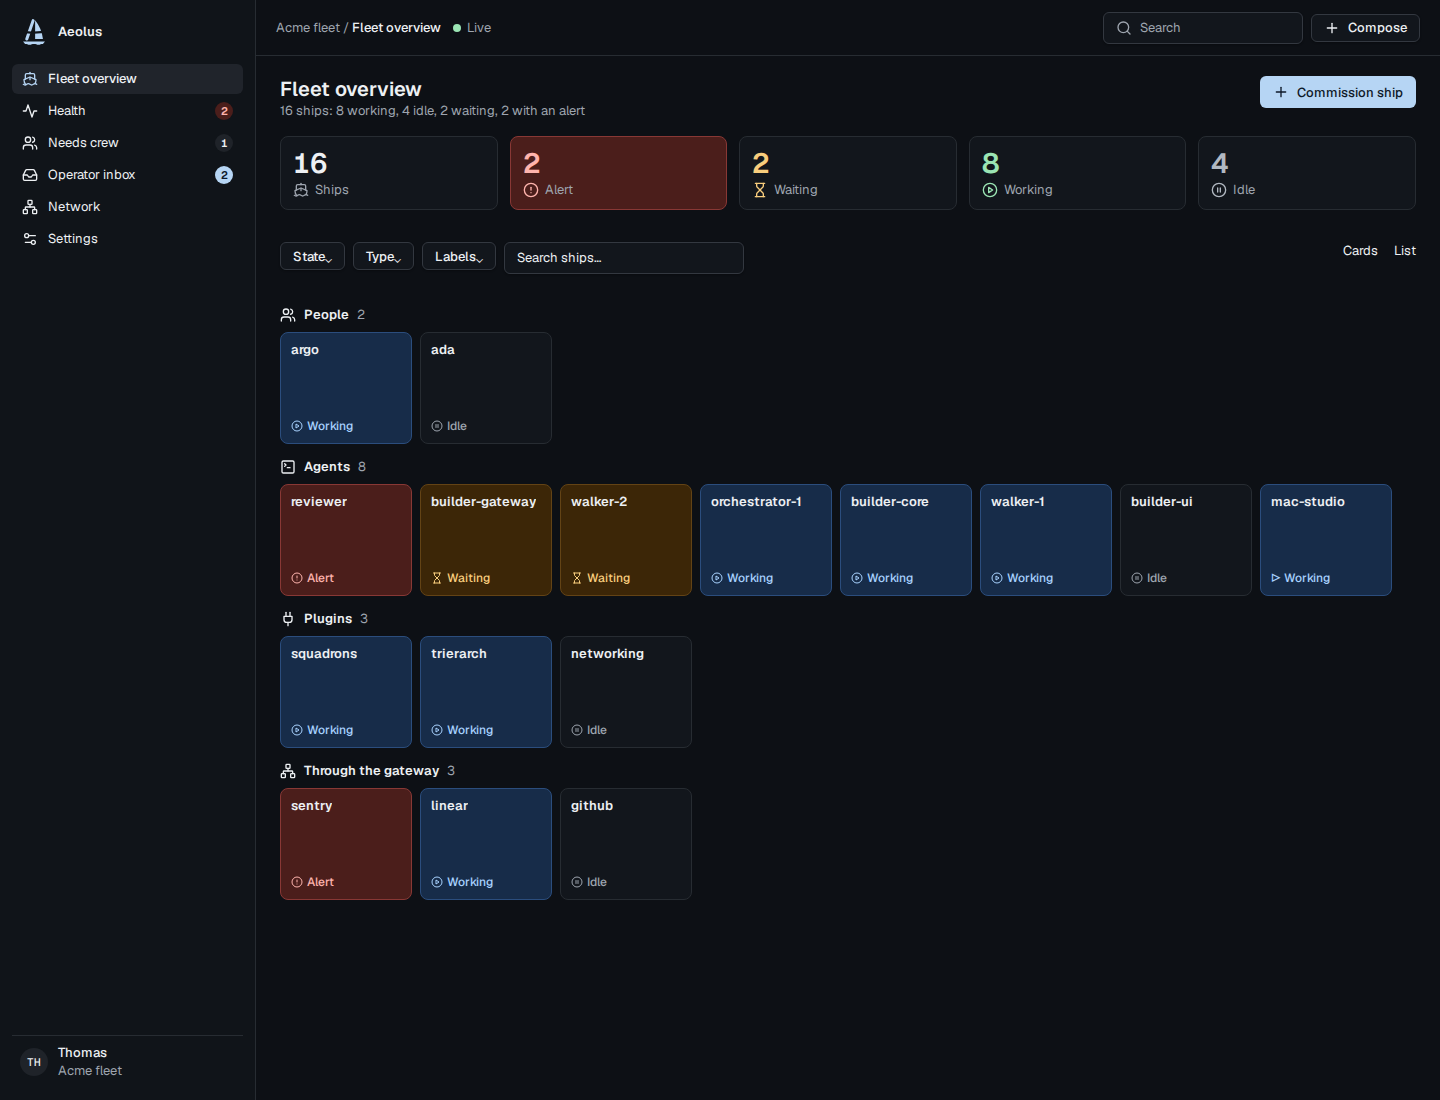 Aeolus
Fleet overview
Health 2
Needs crew 1
Operator inbox 2
Network
Settings
Thomas
TH
Acme fleet
Acme fleet / Fleet overview Live
Search
Compose
Fleet overview
16 ships: 8 working, 4 idle, 2 waiting, 2 with an alert
Commission ship
16
Ships
2
Alert
2
Waiting
8
Working
4
Idle
State
Type
Labels
Search ships...
Cards
List
People 2
argo
Working
ada
Idle
Agents 8
reviewer
Alert
builder-gateway
Waiting
walker-2
Waiting
orchestrator-1
Working
builder-core
Working
walker-1
Working
builder-ui
Idle
mac-studio
Working
Plugins 3
squadrons
Working
trierarch
Working
networking
Idle
Through the gateway 3
sentry
Alert
linear
Working
github
Idle